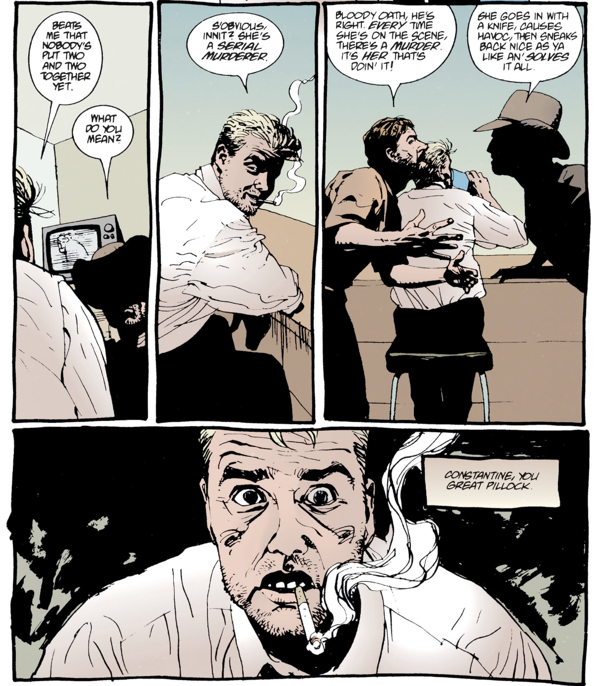 BEATS
ME THAT
NOBODY'S
PUT TWO
AND TWO
TOGETHER
YET.
WHAT
DO YOU
MEAN?
S'OBVIOUS,
INNIT? SHE'S
A SERIAL
MURDERER.
BLOODY OATH, HE'S
RIGHT. EVERY TIME
SHE'S ON THE SCENE,
THERE'S A MURDER.
IT'S HER THAT'S
DOIN' IT!
SHE GOES IN WITH
A KNIFE, CAUSES
HAVOC, THEN SNEAKS
BACK NICE AS YA
LIKE AN' SOLVES
IT ALL.
CONSTANTINE, YOU
GREAT PILLOCK.